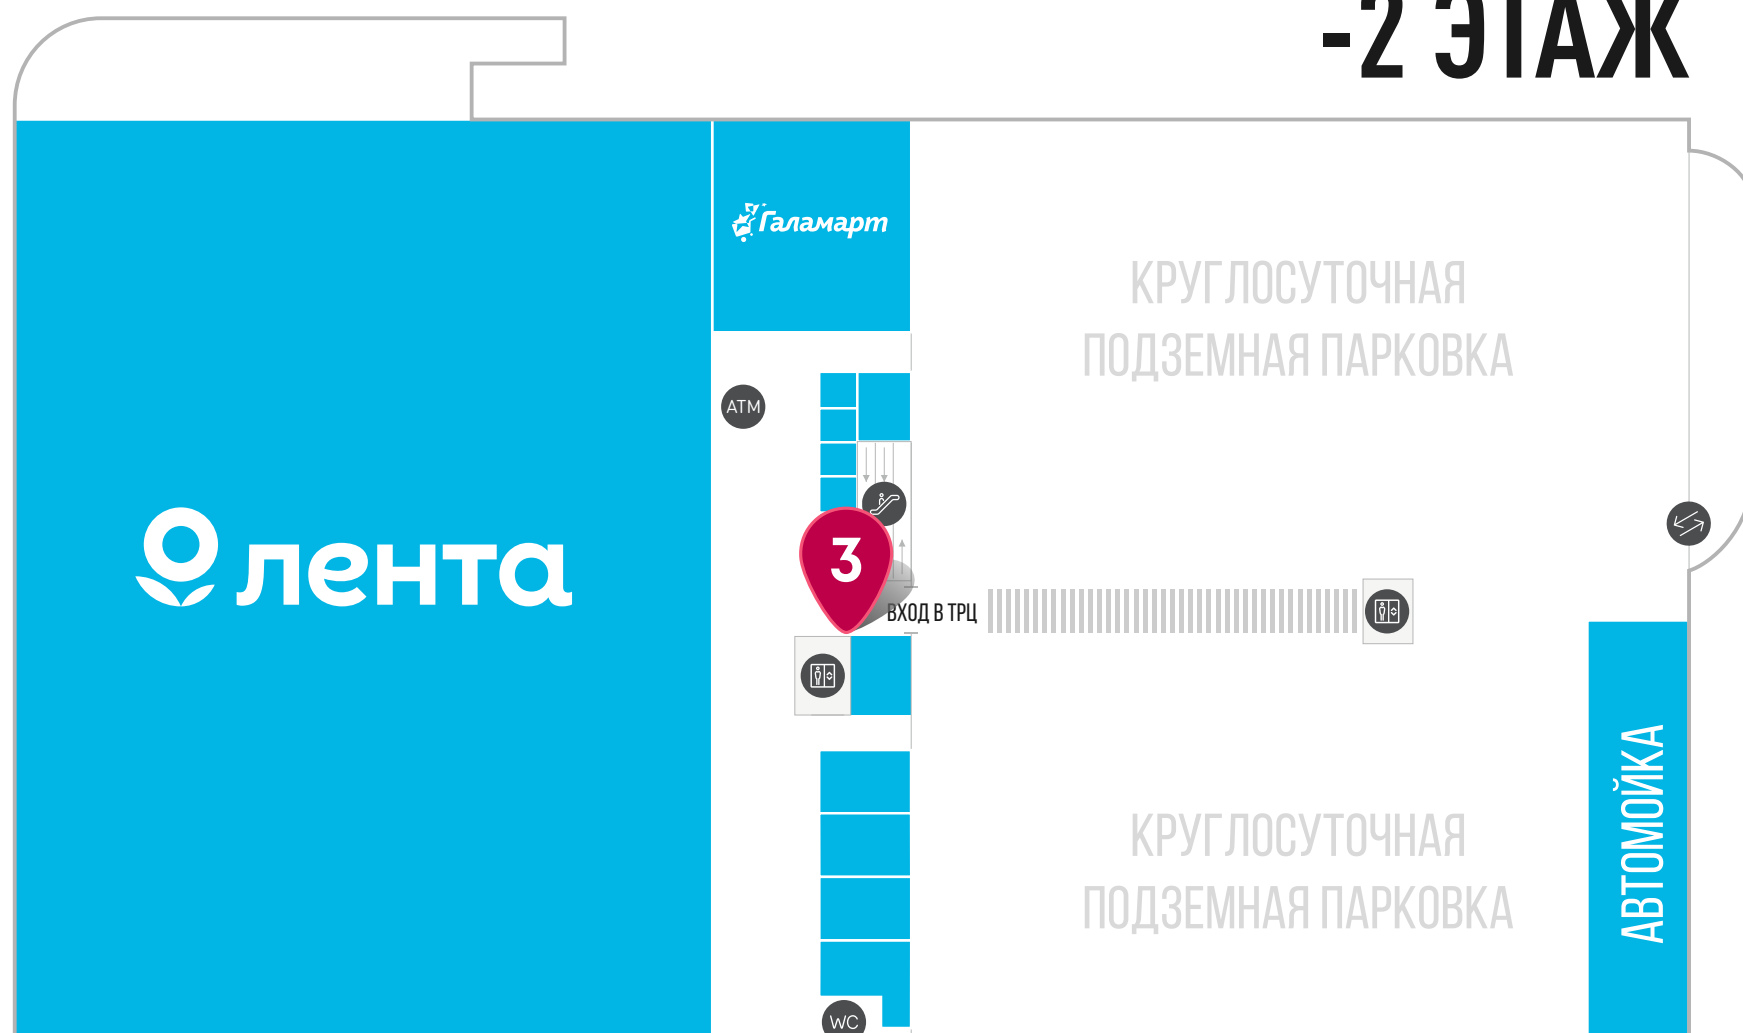 -2 ЭТАЖ
Галамарт
КРУГЛОСУТОЧНАЯ
ПОДЗЕМНАЯ ПАРКОВКА
ATM
лента
3
ВХОД В ТРЦ
АВТОМОЙКА
КРУГЛОСУТОЧНАЯ
ПОДЗЕМНАЯ ПАРКОВКА
WC